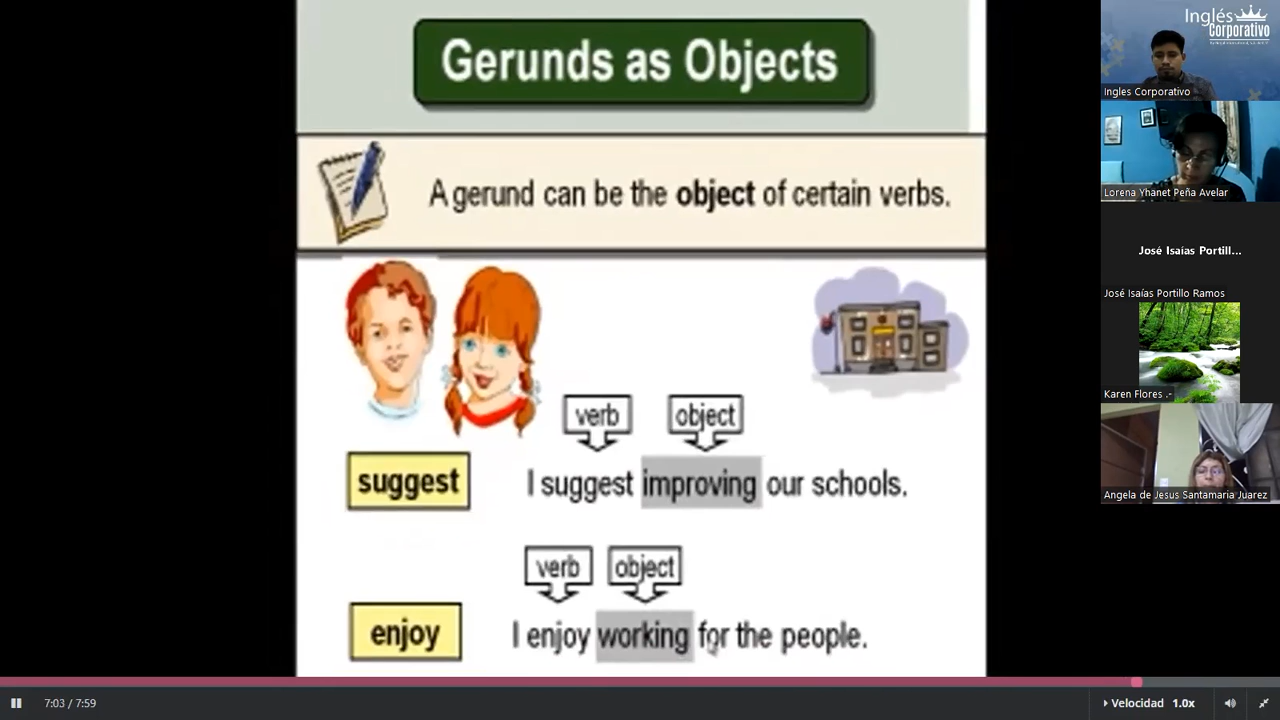 Gerunds as Objects
A gerund can be the object of certain verbs.
verb object
suggest I suggest improving our schools.
verb object
enjoy I enjoy working for the people.
Inglés
Corporativo
Ingles Corporativo
Lorena Yhanet Peña Avelar
José Isaías Portill...
José Isaías Portillo Ramos
Karen Flores .-
Angela de Jesus Santamaria Juarez
7:03 / 7:59
Velocidad 1.0x